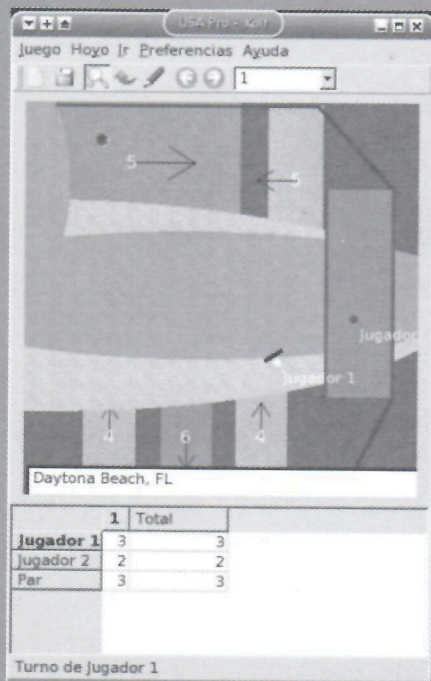 USA Pro - Kolf
Juego Hoyo Ir Preferencias Ayuda
1
5
5
Jugador
Jugador 1
4
6
4
Daytona Beach, FL
1 Total
Jugador 1 3 3
Jugador 2 2 2
Par 3 3
Turno de Jugador 1